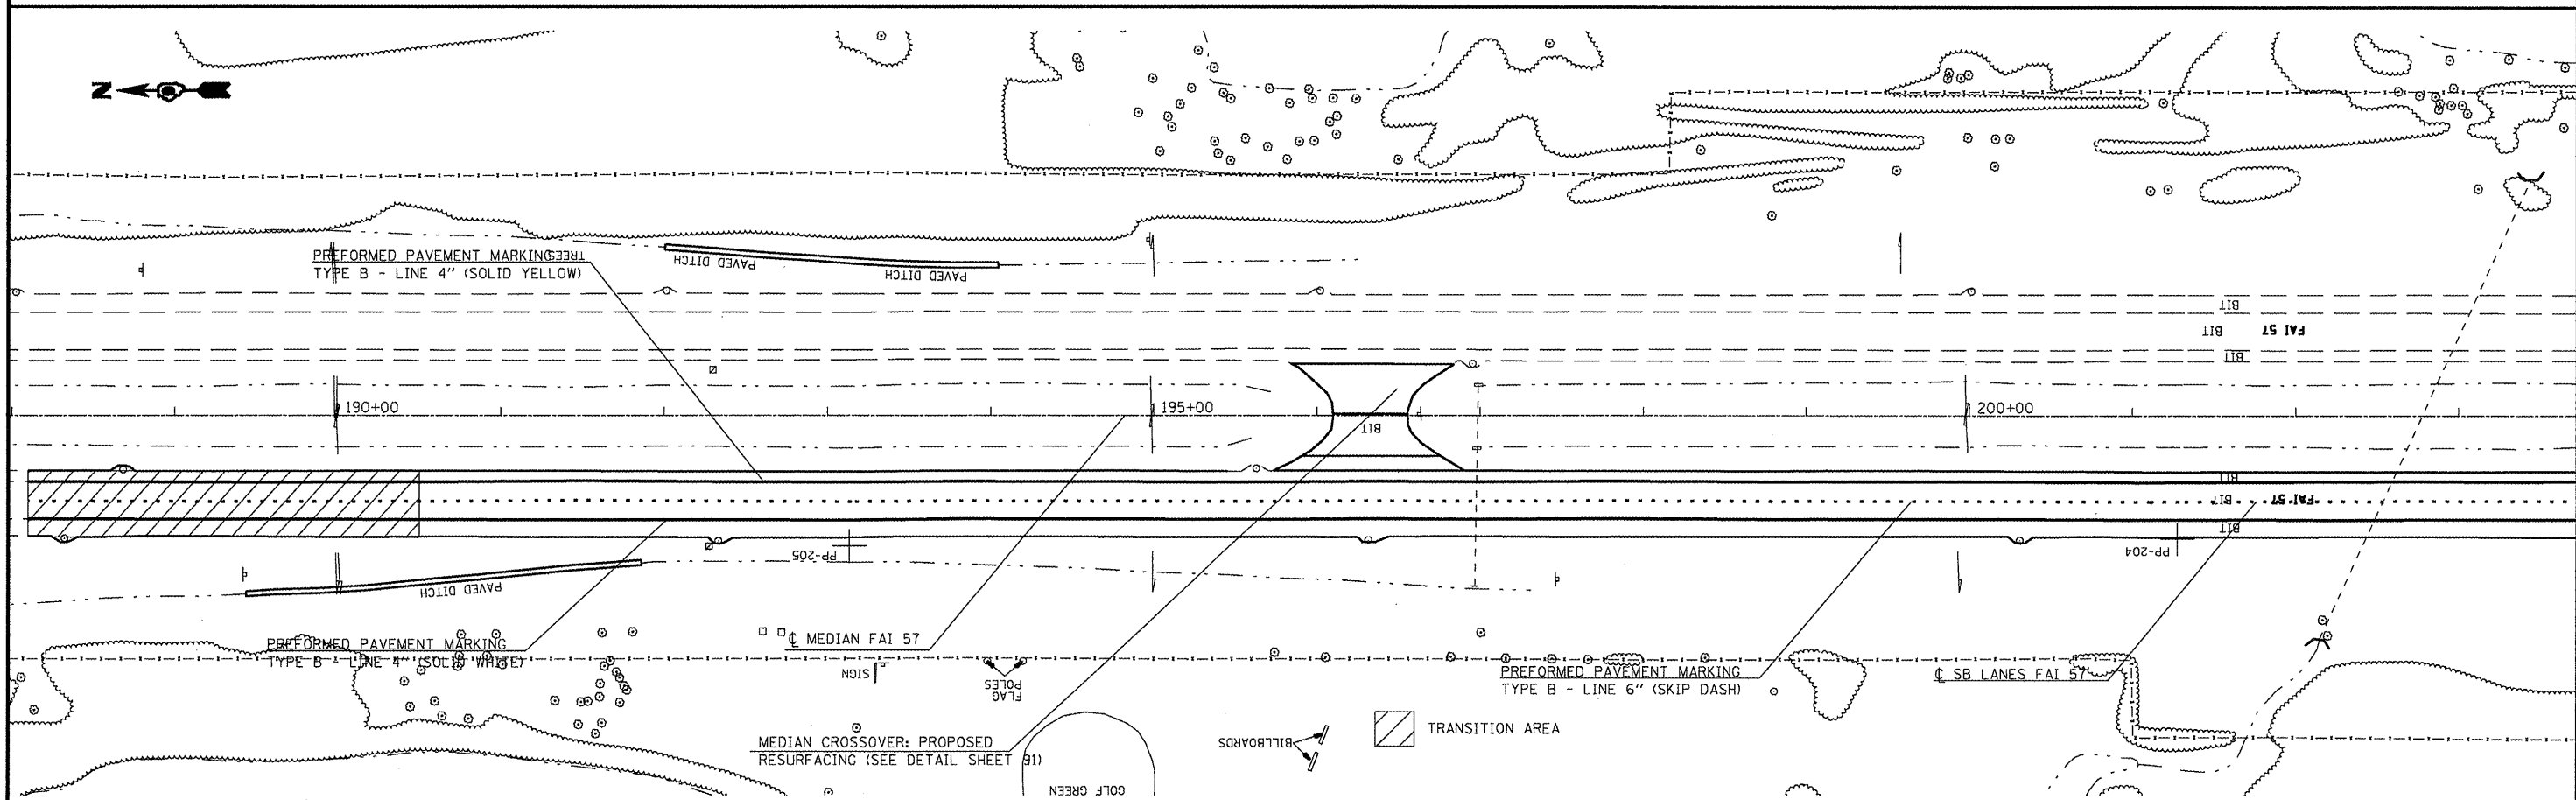 N
PREFORMED PAVEMENT MARKING
TREES
TYPE B - LINE 4" (SOLID YELLOW)
PAVED DITCH
PAVED DITCH
BIT
BIT
FAI 57
BIT
190+00
195+00
200+00
BIT
BIT
BIT
FAI 57
BIT
PP-205
PP-204
PAVED DITCH
PREFORMED PAVEMENT MARKING
TYPE B - LINE 4" (SOLID WHITE)
℄ MEDIAN FAI 57
SIGN
FLAG
POLES
PREFORMED PAVEMENT MARKING
TYPE B - LINE 6" (SKIP DASH)
℄ SB LANES FAI 57
MEDIAN CROSSOVER: PROPOSED
RESURFACING (SEE DETAIL SHEET 91)
BILLBOARDS
TRANSITION AREA
GOLF GREEN